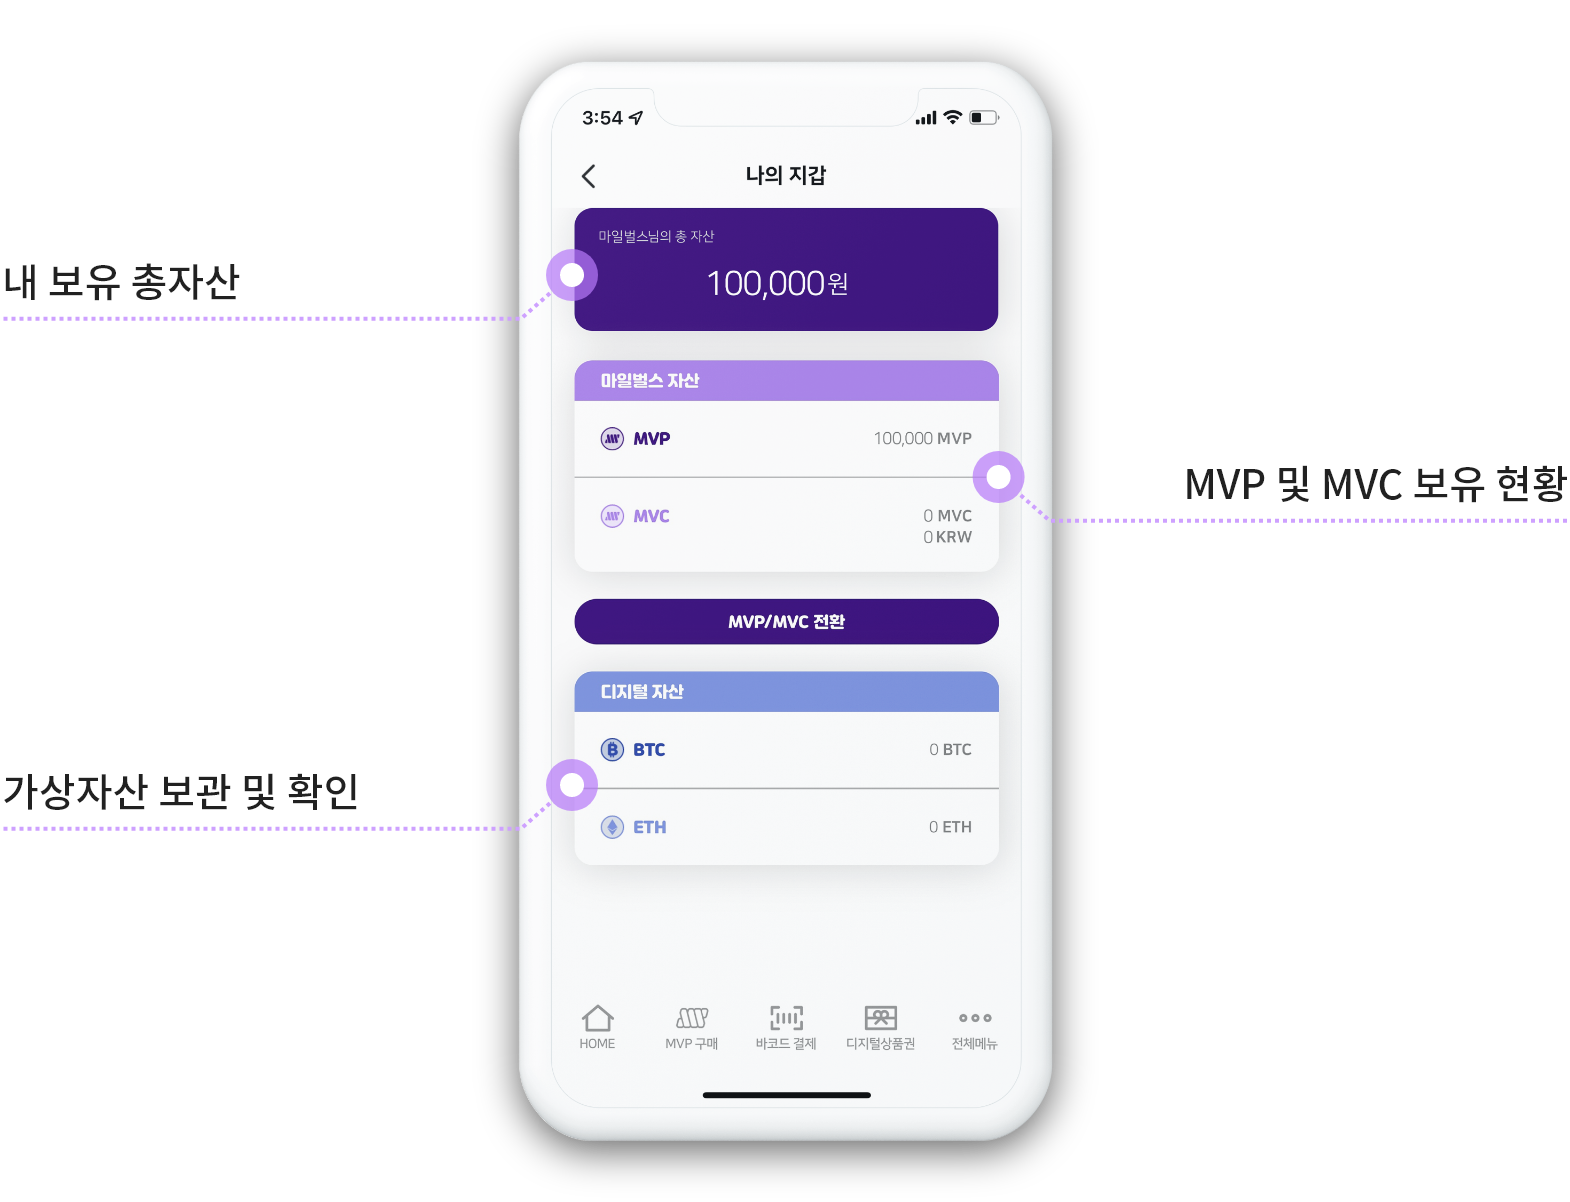 3:54
나의 지갑
마일벌스님의 총 자산
100,000원
내 보유 총자산
마일벌스 자산
MVP
100,000 MVP
MVP 및 MVC 보유 현황
MVC
0 MVC
0 KRW
MVP/MVC 전환
디지털 자산
BTC
0 BTC
가상자산 보관 및 확인
ETH
0 ETH
HOME
MVP 구매
바코드 결제
디지털상품권
전체메뉴